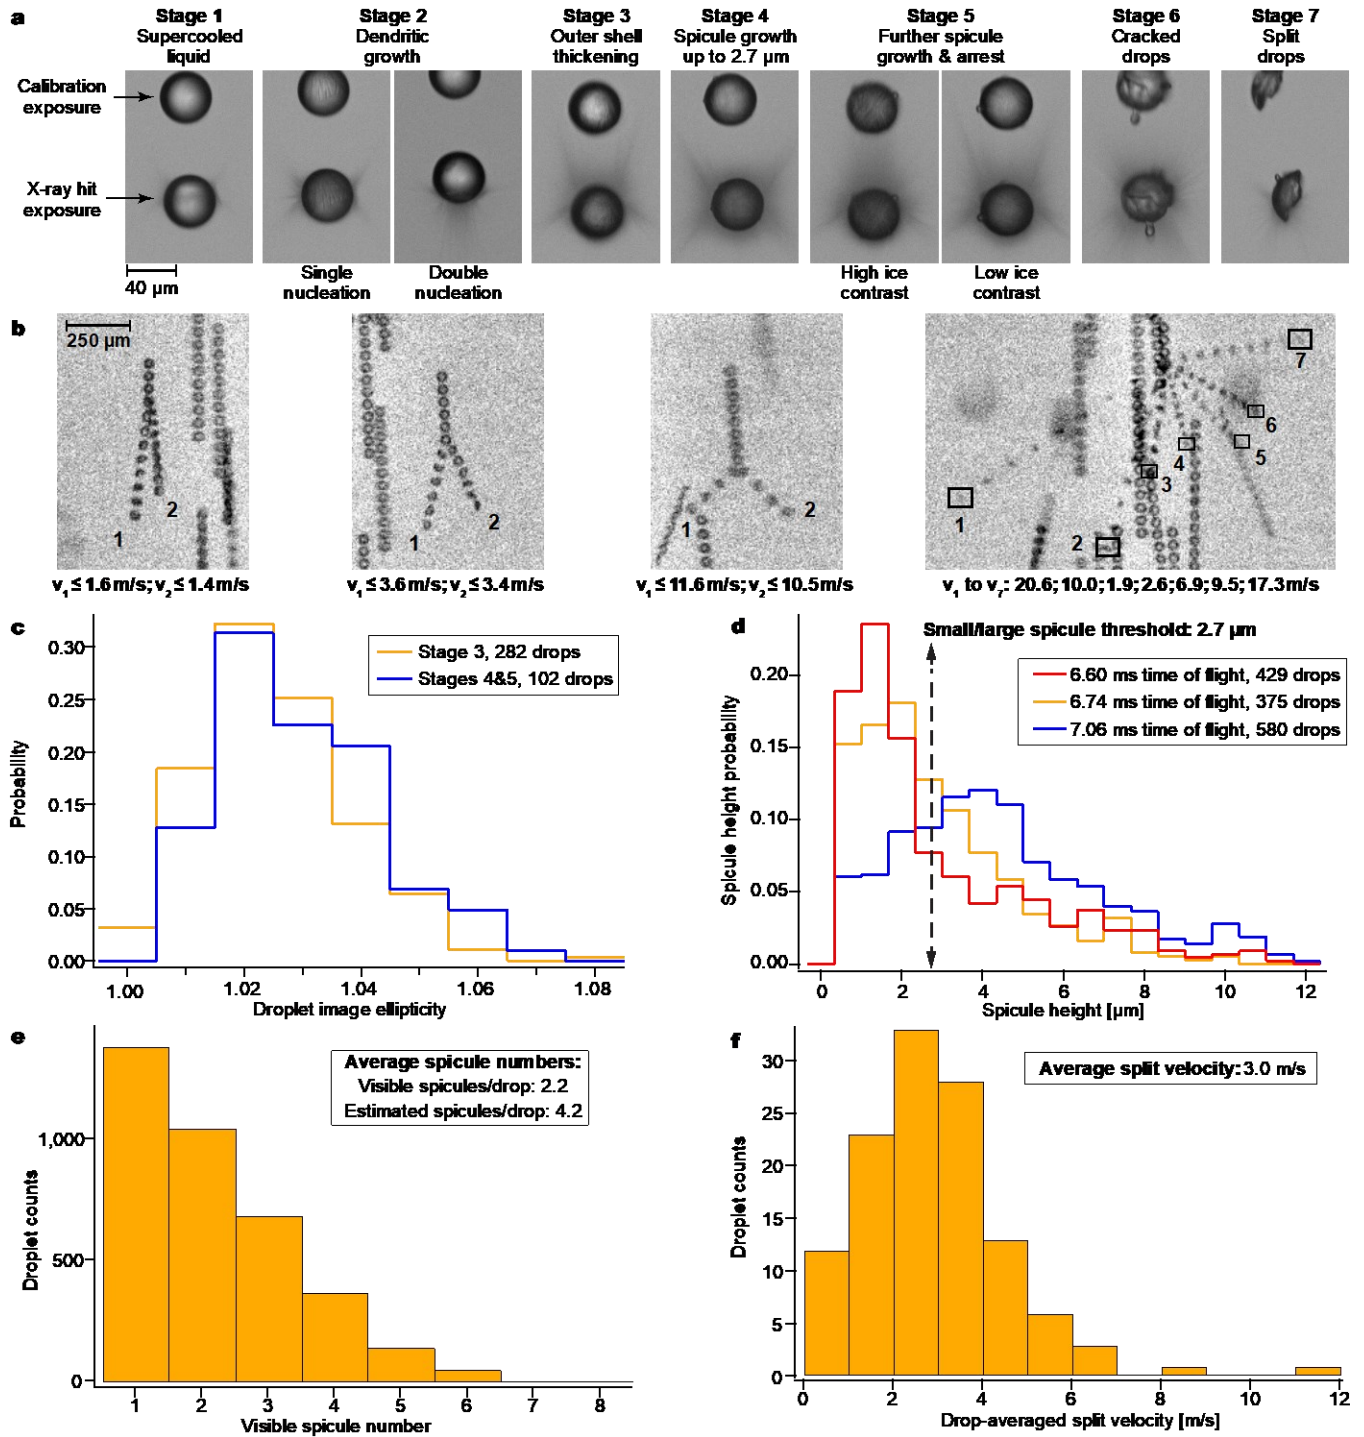 a
Stage 1
Supercooled
liquid
Stage 2
Dendritic
growth
Stage 3
Outer shell
thickening
Stage 4
Spicule growth
up to 2.7 µm
Stage 5
Further spicule
growth & arrest
Stage 6
Cracked
drops
Stage 7
Split
drops
Calibration
exposure
X-ray hit
exposure
40 µm
Single
nucleation
Double
nucleation
High ice
contrast
Low ice
contrast
b
250 µm
1
2
1
2
1
2
1
2
3
4
5
6
7
v₁ ≤ 1.6 m/s; v₂ ≤ 1.4 m/s
v₁ ≤ 3.6 m/s; v₂ ≤ 3.4 m/s
v₁ ≤ 11.6 m/s; v₂ ≤ 10.5 m/s
v₁ to v₇: 20.6; 10.0; 1.9; 2.6; 6.9; 9.5; 17.3 m/s
c
Stage 3, 282 drops
Stages 4&5, 102 drops
Probability
0.30
0.25
0.20
0.15
0.10
0.05
0.00
1.00 1.02 1.04 1.06 1.08
Droplet image ellipticity
d
Small/large spicule threshold: 2.7 µm
6.60 ms time of flight, 429 drops
6.74 ms time of flight, 375 drops
7.06 ms time of flight, 580 drops
Spicule height probability
0.20
0.15
0.10
0.05
0.00
0 2 4 6 8 10 12
Spicule height [µm]
e
Average spicule numbers:
Visible spicules/drop: 2.2
Estimated spicules/drop: 4.2
Droplet counts
1,000
500
0
1 2 3 4 5 6 7 8
Visible spicule number
f
Average split velocity: 3.0 m/s
Droplet counts
30
25
20
15
10
5
0
0 2 4 6 8 10 12
Drop-averaged split velocity [m/s]